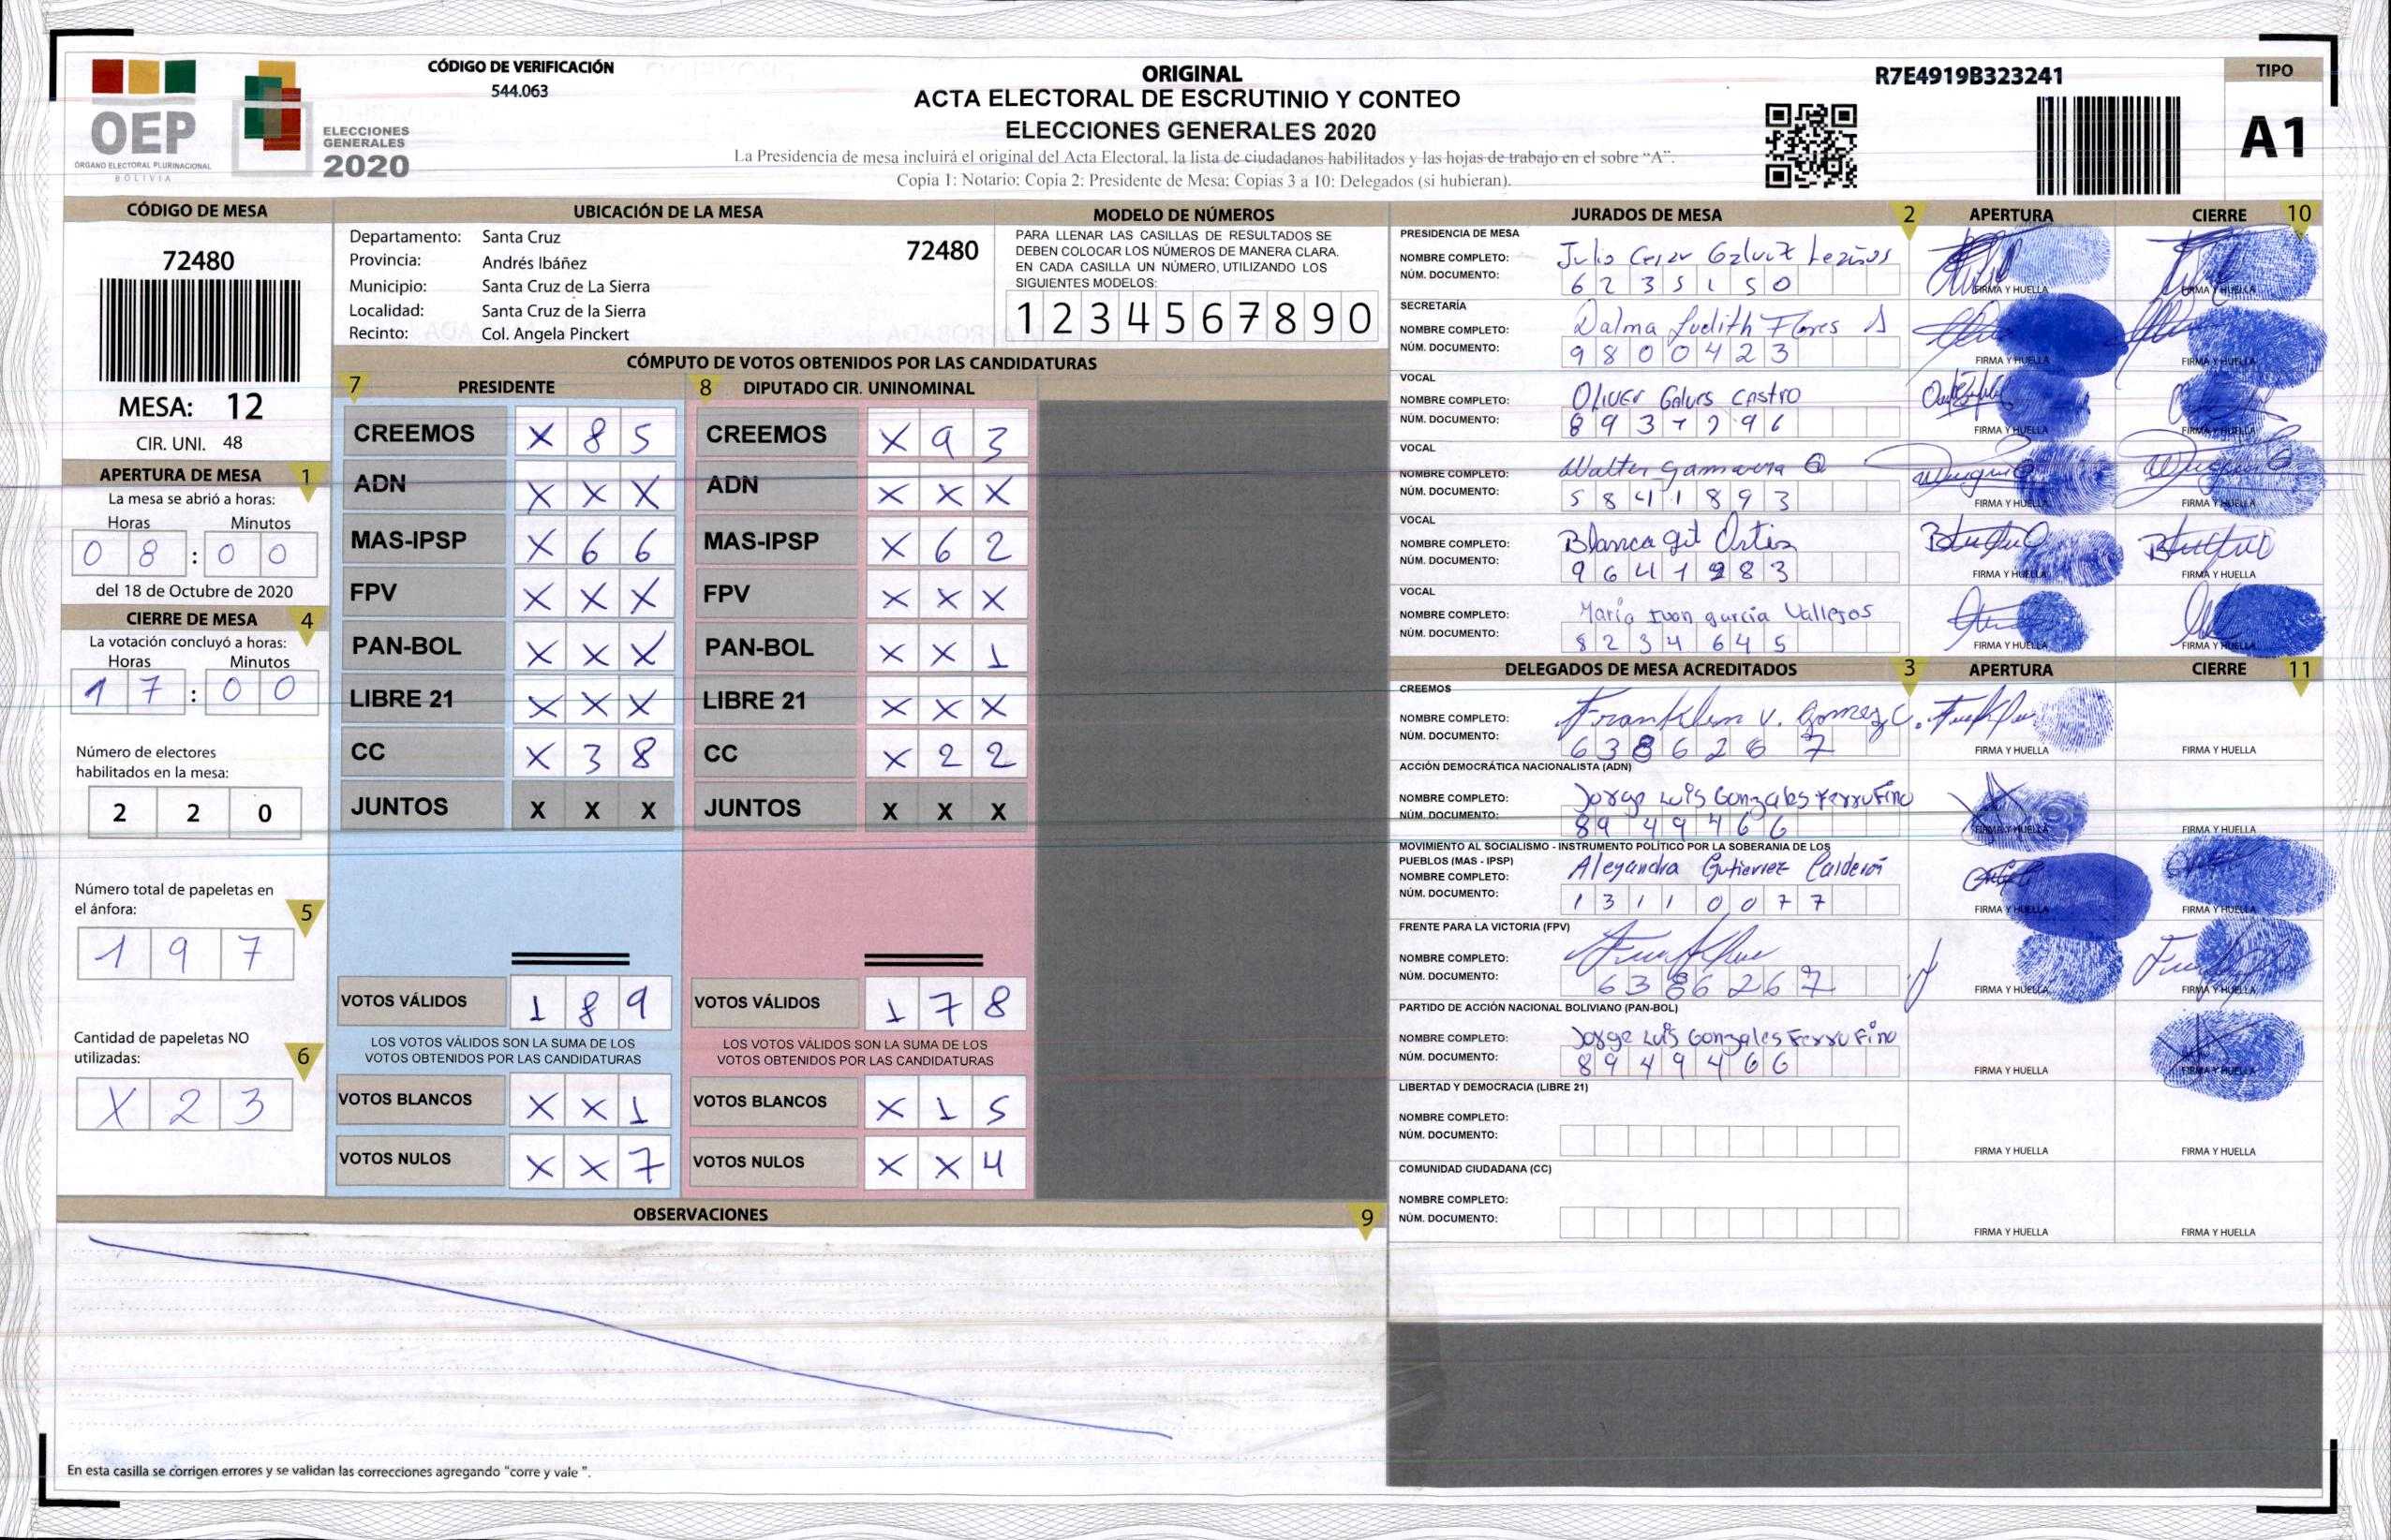 CÓDIGO DE VERIFICACIÓN
544.063
OEP
ÓRGANO ELECTORAL PLURINACIONAL
BOLIVIA
ELECCIONES
GENERALES
2020
ORIGINAL
ACTA ELECTORAL DE ESCRUTINIO Y CONTEO
ELECCIONES GENERALES 2020
La Presidencia de mesa incluirá el original del Acta Electoral, la lista de ciudadanos habilitados y las hojas de trabajo en el sobre “A”.
Copia 1: Notario; Copia 2: Presidente de Mesa; Copias 3 a 10: Delegados (si hubieran).
R7E4919B323241
TIPO
A1
CÓDIGO DE MESA
72480
MESA: 12
CIR. UNI. 48
APERTURA DE MESA 1
La mesa se abrió a horas:
Horas Minutos
0 8 : 0 0
del 18 de Octubre de 2020
CIERRE DE MESA 4
La votación concluyó a horas:
Horas Minutos
1 7 : 0 0
Número de electores
habilitados en la mesa:
2 2 0
Número total de papeletas en
el ánfora: 5
1 9 7
Cantidad de papeletas NO
utilizadas: 6
X 2 3
UBICACIÓN DE LA MESA
Departamento: Santa Cruz
72480
Provincia: Andrés Ibáñez
Municipio: Santa Cruz de La Sierra
Localidad: Santa Cruz de la Sierra
Recinto: Col. Angela Pinckert
MODELO DE NÚMEROS
PARA LLENAR LAS CASILLAS DE RESULTADOS SE
DEBEN COLOCAR LOS NÚMEROS DE MANERA CLARA.
EN CADA CASILLA UN NÚMERO, UTILIZANDO LOS
SIGUIENTES MODELOS:
1 2 3 4 5 6 7 8 9 0
CÓMPUTO DE VOTOS OBTENIDOS POR LAS CANDIDATURAS
7 PRESIDENTE 8 DIPUTADO CIR. UNINOMINAL
CREEMOS X 8 5 CREEMOS X 9 3
ADN X X X ADN X X X
MAS-IPSP X 6 6 MAS-IPSP X 6 2
FPV X X X FPV X X X
PAN-BOL X X X PAN-BOL X X 1
LIBRE 21 X X X LIBRE 21 X X X
CC X 3 8 CC X 2 2
JUNTOS X X X JUNTOS X X X
VOTOS VÁLIDOS 1 8 9 VOTOS VÁLIDOS 1 7 8
LOS VOTOS VÁLIDOS SON LA SUMA DE LOS LOS VOTOS VÁLIDOS SON LA SUMA DE LOS
VOTOS OBTENIDOS POR LAS CANDIDATURAS VOTOS OBTENIDOS POR LAS CANDIDATURAS
VOTOS BLANCOS X X 1 VOTOS BLANCOS X 1 5
VOTOS NULOS X X 7 VOTOS NULOS X X 4
OBSERVACIONES 9
En esta casilla se corrigen errores y se validan las correcciones agregando “corre y vale ”.
JURADOS DE MESA 2 APERTURA CIERRE 10
PRESIDENCIA DE MESA
NOMBRE COMPLETO: Julio Cesar
NÚM. DOCUMENTO: 6 2 3 5 1 5 0
FIRMA Y HUELLA FIRMA Y HUELLA
SECRETARÍA
NOMBRE COMPLETO: Dalma Judith Flores
NÚM. DOCUMENTO: 9 8 0 0 4 2 3
FIRMA Y HUELLA FIRMA Y HUELLA
VOCAL
NOMBRE COMPLETO: OLIVER Galves CASTRO
NÚM. DOCUMENTO: 8 9 3 7 2 9 6
FIRMA Y HUELLA FIRMA Y HUELLA
VOCAL
NOMBRE COMPLETO: Walter Gamarra
NÚM. DOCUMENTO: 5 8 4 1 8 9 3
FIRMA Y HUELLA FIRMA Y HUELLA
VOCAL
NOMBRE COMPLETO: Blanca gil Ortiz
NÚM. DOCUMENTO: 9 6 4 1 2 8 3
FIRMA Y HUELLA FIRMA Y HUELLA
VOCAL
NOMBRE COMPLETO: María Ivon garcía Vallejos
NÚM. DOCUMENTO: 8 2 3 4 6 4 5
FIRMA Y HUELLA FIRMA Y HUELLA
DELEGADOS DE MESA ACREDITADOS 3 APERTURA CIERRE 11
CREEMOS
NOMBRE COMPLETO: Franklin V. Gomez C.
NÚM. DOCUMENTO: 6 3 8 6 2 6 7
FIRMA Y HUELLA FIRMA Y HUELLA
ACCIÓN DEMOCRÁTICA NACIONALISTA (ADN)
NOMBRE COMPLETO: Jorge Luis Gonzales FerruFino
NÚM. DOCUMENTO: 8 9 4 9 4 6 6
FIRMA Y HUELLA FIRMA Y HUELLA
MOVIMIENTO AL SOCIALISMO - INSTRUMENTO POLÍTICO POR LA SOBERANIA DE LOS
PUEBLOS (MAS - IPSP)
NOMBRE COMPLETO: Alejandra Gutierrez Calderón
NÚM. DOCUMENTO: 1 3 1 1 0 0 7 7
FIRMA Y HUELLA FIRMA Y HUELLA
FRENTE PARA LA VICTORIA (FPV)
NOMBRE COMPLETO:
NÚM. DOCUMENTO: 6 3 8 6 2 6 7
FIRMA Y HUELLA FIRMA Y HUELLA
PARTIDO DE ACCIÓN NACIONAL BOLIVIANO (PAN-BOL)
NOMBRE COMPLETO: Jorge Luis Gonzales FerruFino
NÚM. DOCUMENTO: 8 9 4 9 4 6 6
FIRMA Y HUELLA FIRMA Y HUELLA
LIBERTAD Y DEMOCRACIA (LIBRE 21)
NOMBRE COMPLETO:
NÚM. DOCUMENTO:
FIRMA Y HUELLA FIRMA Y HUELLA
COMUNIDAD CIUDADANA (CC)
NOMBRE COMPLETO:
NÚM. DOCUMENTO:
FIRMA Y HUELLA FIRMA Y HUELLA